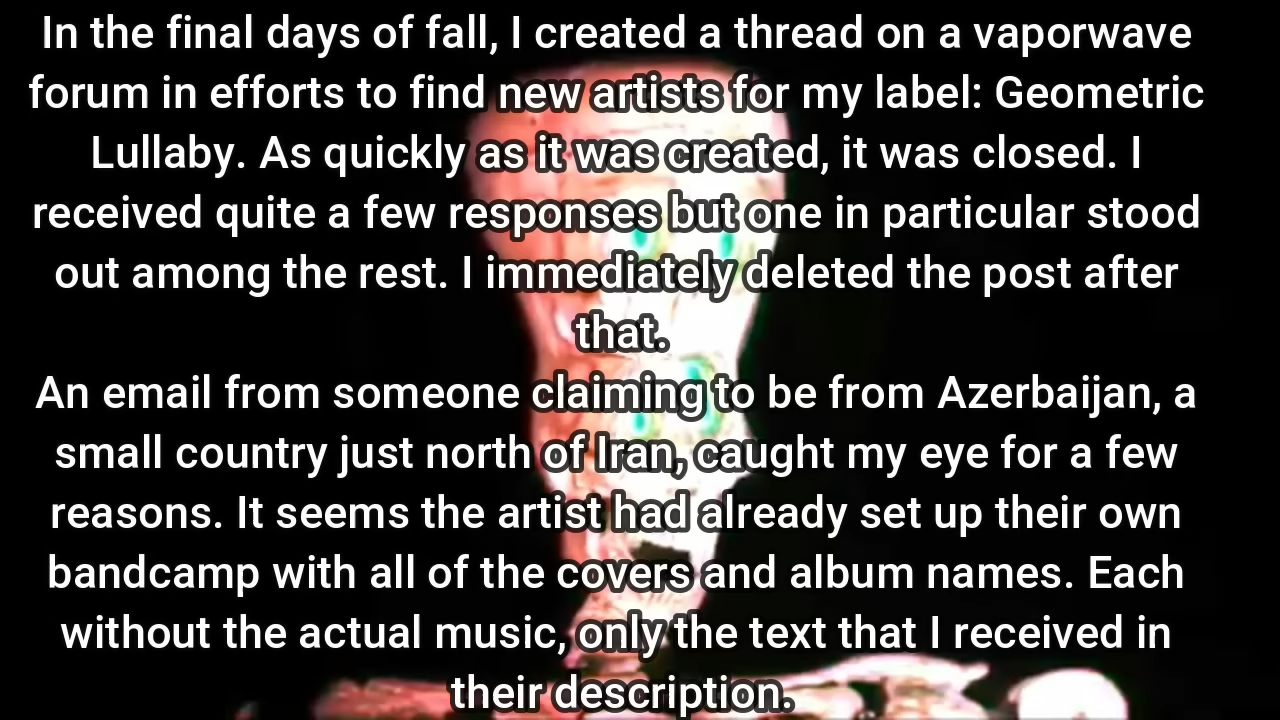 In the final days of fall, I created a thread on a vaporwave
forum in efforts to find new artists for my label: Geometric
Lullaby. As quickly as it was created, it was closed. I
received quite a few responses but one in particular stood
out among the rest. I immediately deleted the post after
that.
An email from someone claiming to be from Azerbaijan, a
small country just north of Iran, caught my eye for a few
reasons. It seems the artist had already set up their own
bandcamp with all of the covers and album names. Each
without the actual music, only the text that I received in
their description.